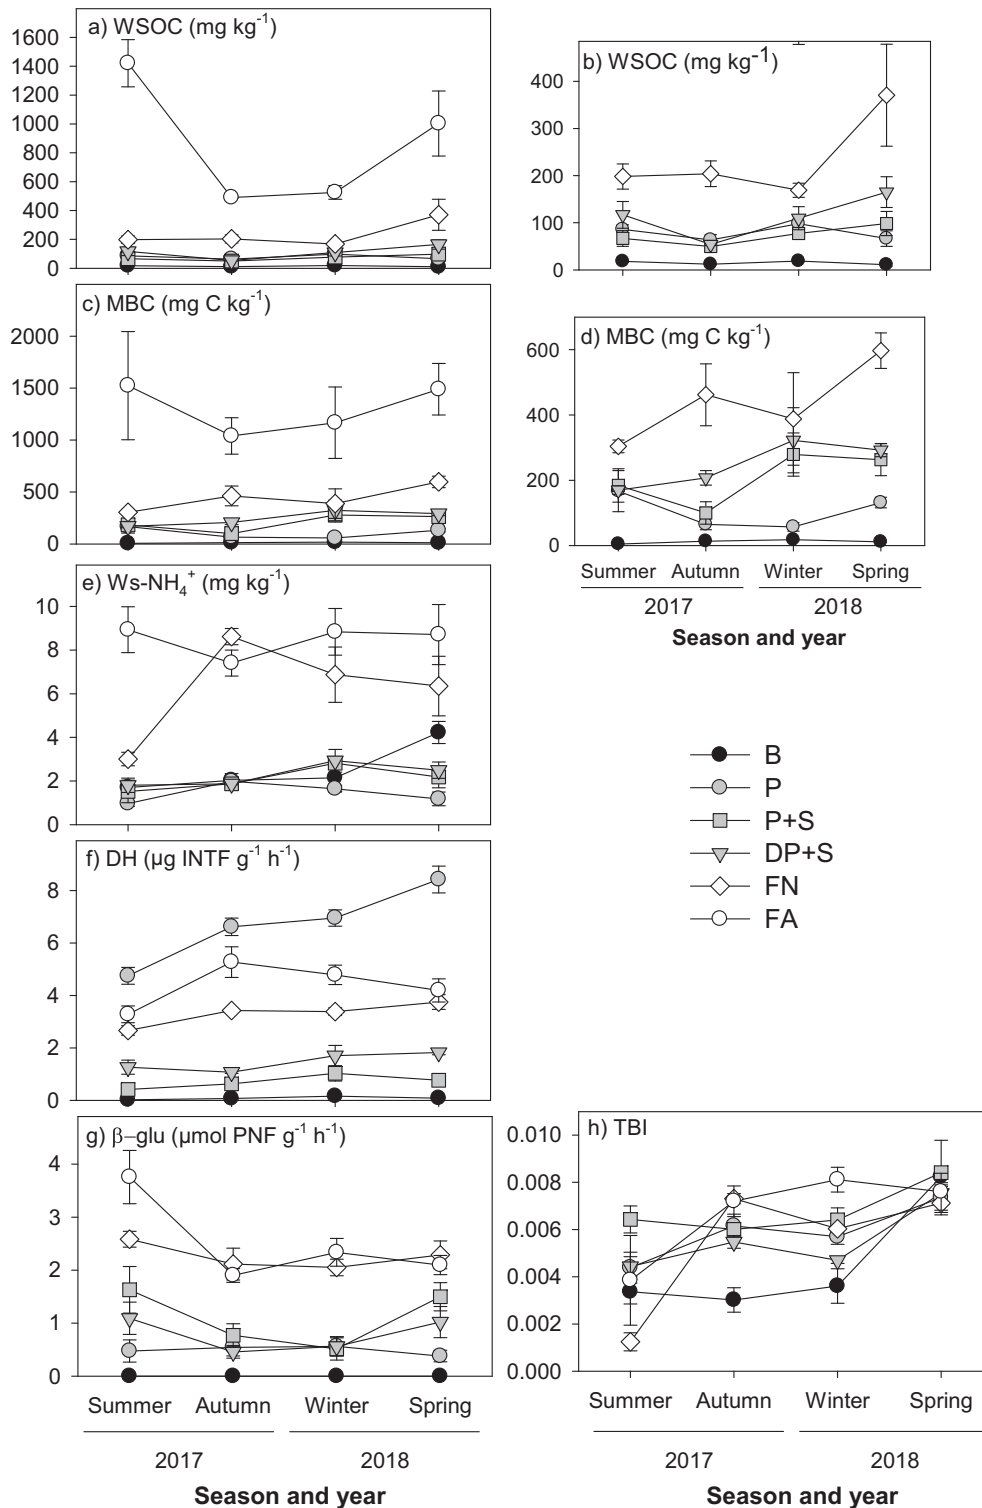 a) WSOC (mg kg⁻¹)
1600
1400
1200
1000
800
600
400
200
0
b) WSOC (mg kg-1)
400
300
200
100
0
c) MBC (mg C kg⁻¹)
2000
1500
1000
500
0
d) MBC (mg C kg⁻¹)
600
400
200
0
Summer Autumn Winter Spring
2017 2018
Season and year
e) Ws-NH₄⁺ (mg kg⁻¹)
10
8
6
4
2
0
B
P
P+S
DP+S
FN
FA
f) DH (µg INTF g⁻¹ h⁻¹)
8
6
4
2
0
g) β–glu (µmol PNF g⁻¹ h⁻¹)
4
3
2
1
0
Summer Autumn Winter Spring
2017 2018
Season and year
h) TBI
0.010
0.008
0.006
0.004
0.002
0.000
Summer Autumn Winter Spring
2017 2018
Season and year